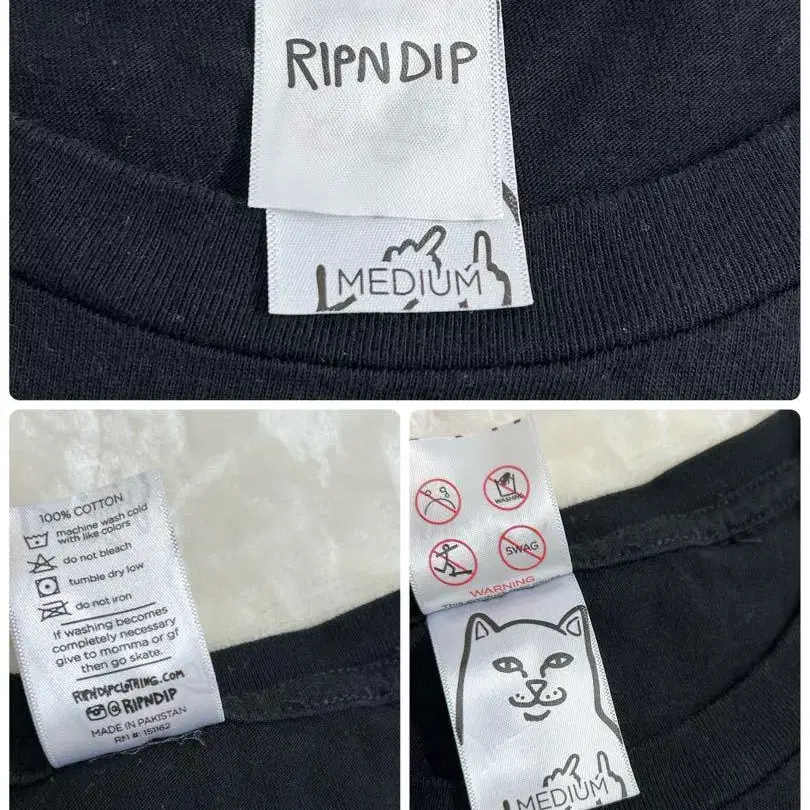 RIPNDIP
MEDIUM
100% COTTON
machine wash cold
with like colors
do not bleach
tumble dry low
do not iron
If washing becomes
completely necessary
give to momma or gf
then go skate.
RIPNDIPCLOTHING.COM
@RIPNDIP
MADE IN PAKISTAN
RN #: 151162
WASHING
SWAG
WARNING
MEDIUM